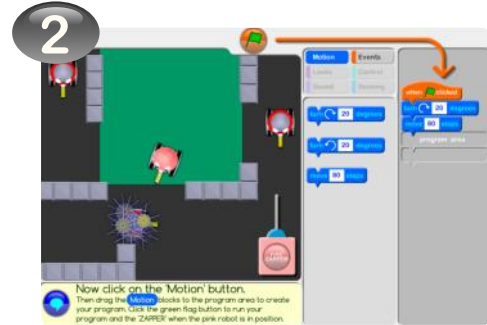 2
Motion Events
Looks Control
Sound Sensing
when clicked
turn 20 degrees
move 80 steps
program area
turn 20 degrees
turn 20 degrees
move 80 steps
ZAPPER
Now click on the 'Motion' button.
Then drag the Motion blocks to the program area to create
your program. Click the green flag button to run your
program and the 'ZAPPER' when the pink robot is in position.